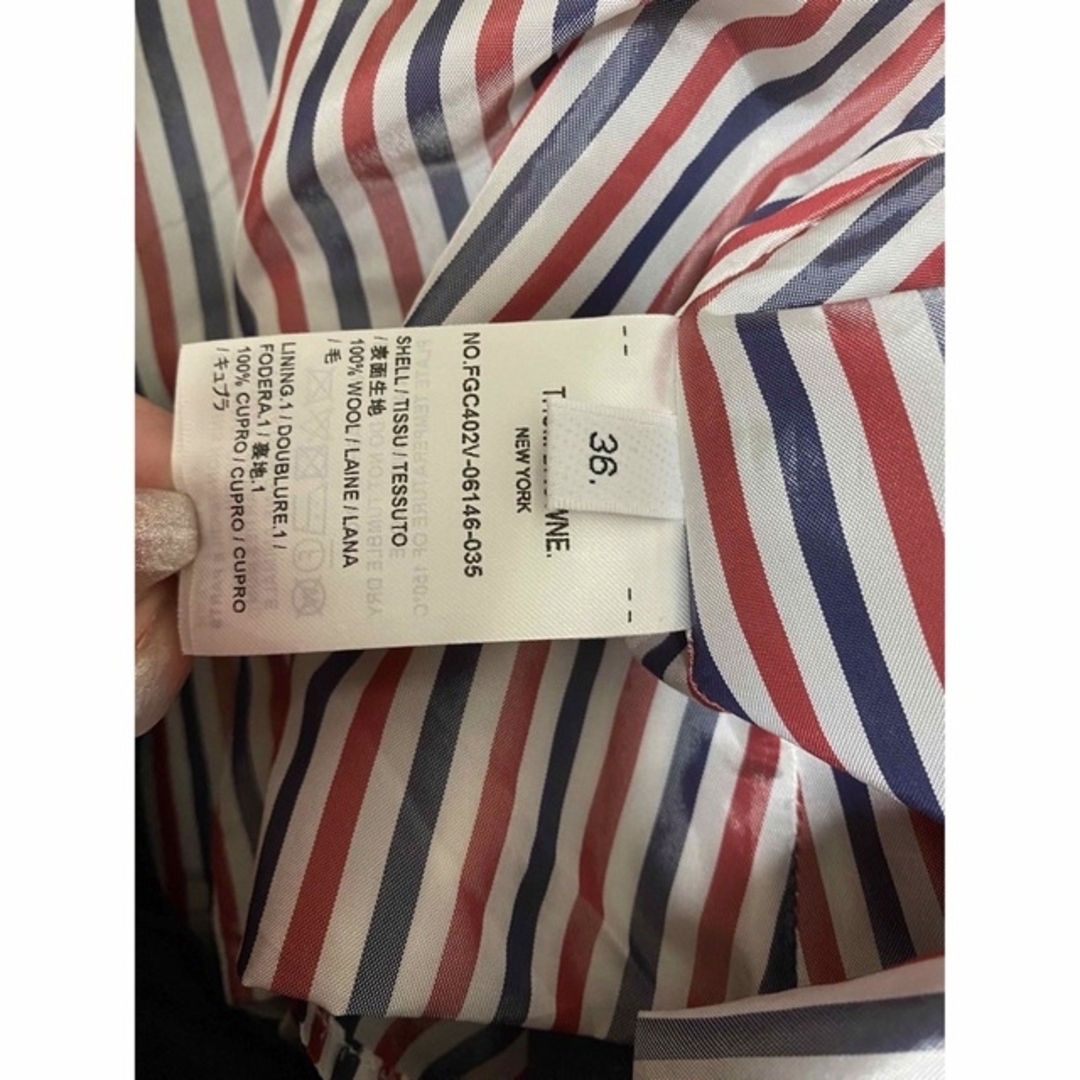 36.
NEW YORK
NO.FGC402V-06146-035
SHELL / TISSU / TESSUTO
/ 表面生地
100% WOOL / LAINE / LANA
/ 毛
LINING.1 / DOUBLURE.1 /
FODERA.1 / 裏地.1
100% CUPRO / CUPRO / CUPRO
/ キュプラ